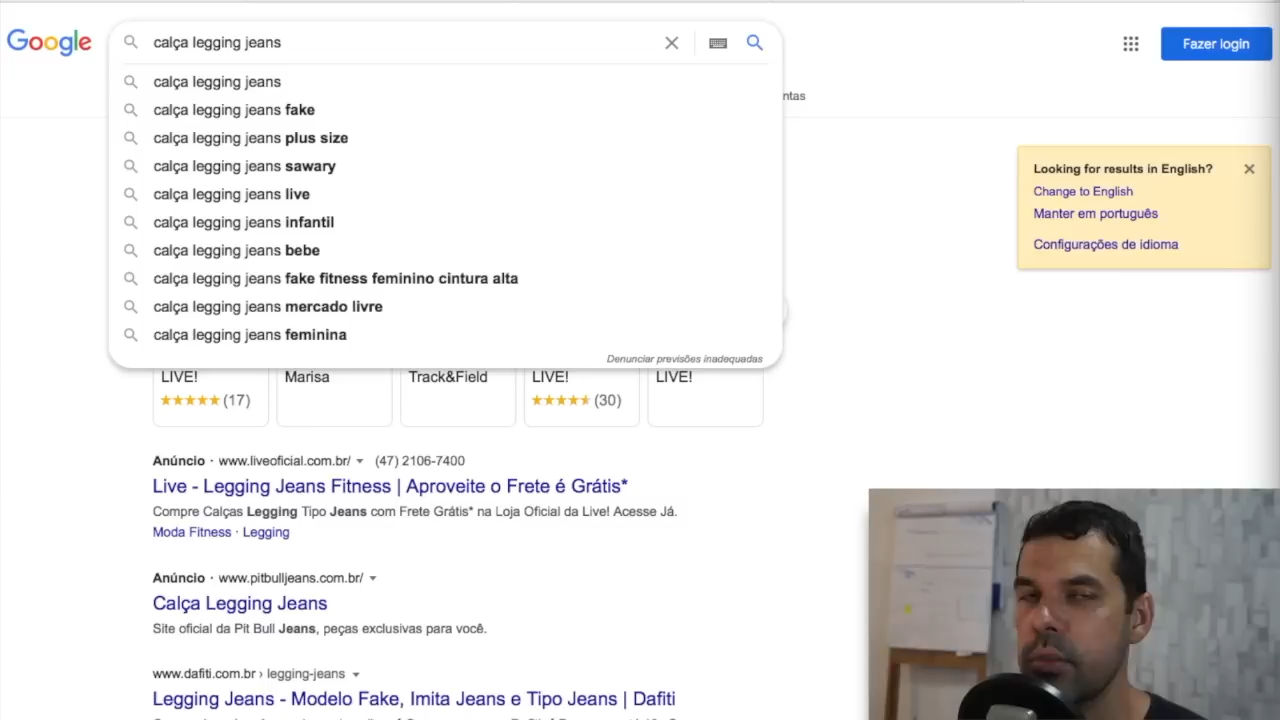 Google
calça legging jeans
Fazer login
calça legging jeans
calça legging jeans fake
calça legging jeans plus size
calça legging jeans sawary
calça legging jeans live
calça legging jeans infantil
calça legging jeans bebe
calça legging jeans fake fitness feminino cintura alta
calça legging jeans mercado livre
calça legging jeans feminina
Denunciar previsões inadequadas
ntas
Looking for results in English?
Change to English
Manter em português
Configurações de idioma
LIVE! Marisa Track&Field LIVE! LIVE!
(17) (30)
Anúncio · www.liveoficial.com.br/ (47) 2106-7400
Live - Legging Jeans Fitness | Aproveite o Frete é Grátis*
Compre Calças Legging Tipo Jeans com Frete Grátis* na Loja Oficial da Live! Acesse Já.
Moda Fitness · Legging
Anúncio · www.pitbulljeans.com.br/
Calça Legging Jeans
Site oficial da Pit Bull Jeans, peças exclusivas para você.
www.dafiti.com.br › legging-jeans
Legging Jeans - Modelo Fake, Imita Jeans e Tipo Jeans | Dafiti